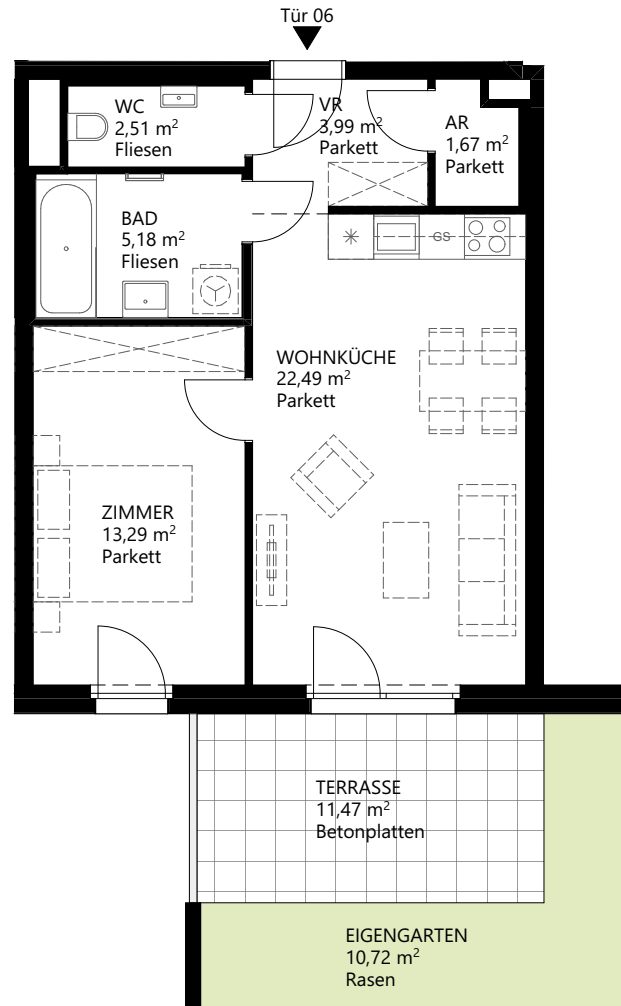 Tür 06
WC
2,51 m²
Fliesen
VR
3,99 m²
Parkett
AR
1,67 m²
Parkett
BAD
5,18 m²
Fliesen
GS
WOHNKÜCHE
22,49 m²
Parkett
ZIMMER
13,29 m²
Parkett
TERRASSE
11,47 m²
Betonplatten
EIGENGARTEN
10,72 m²
Rasen